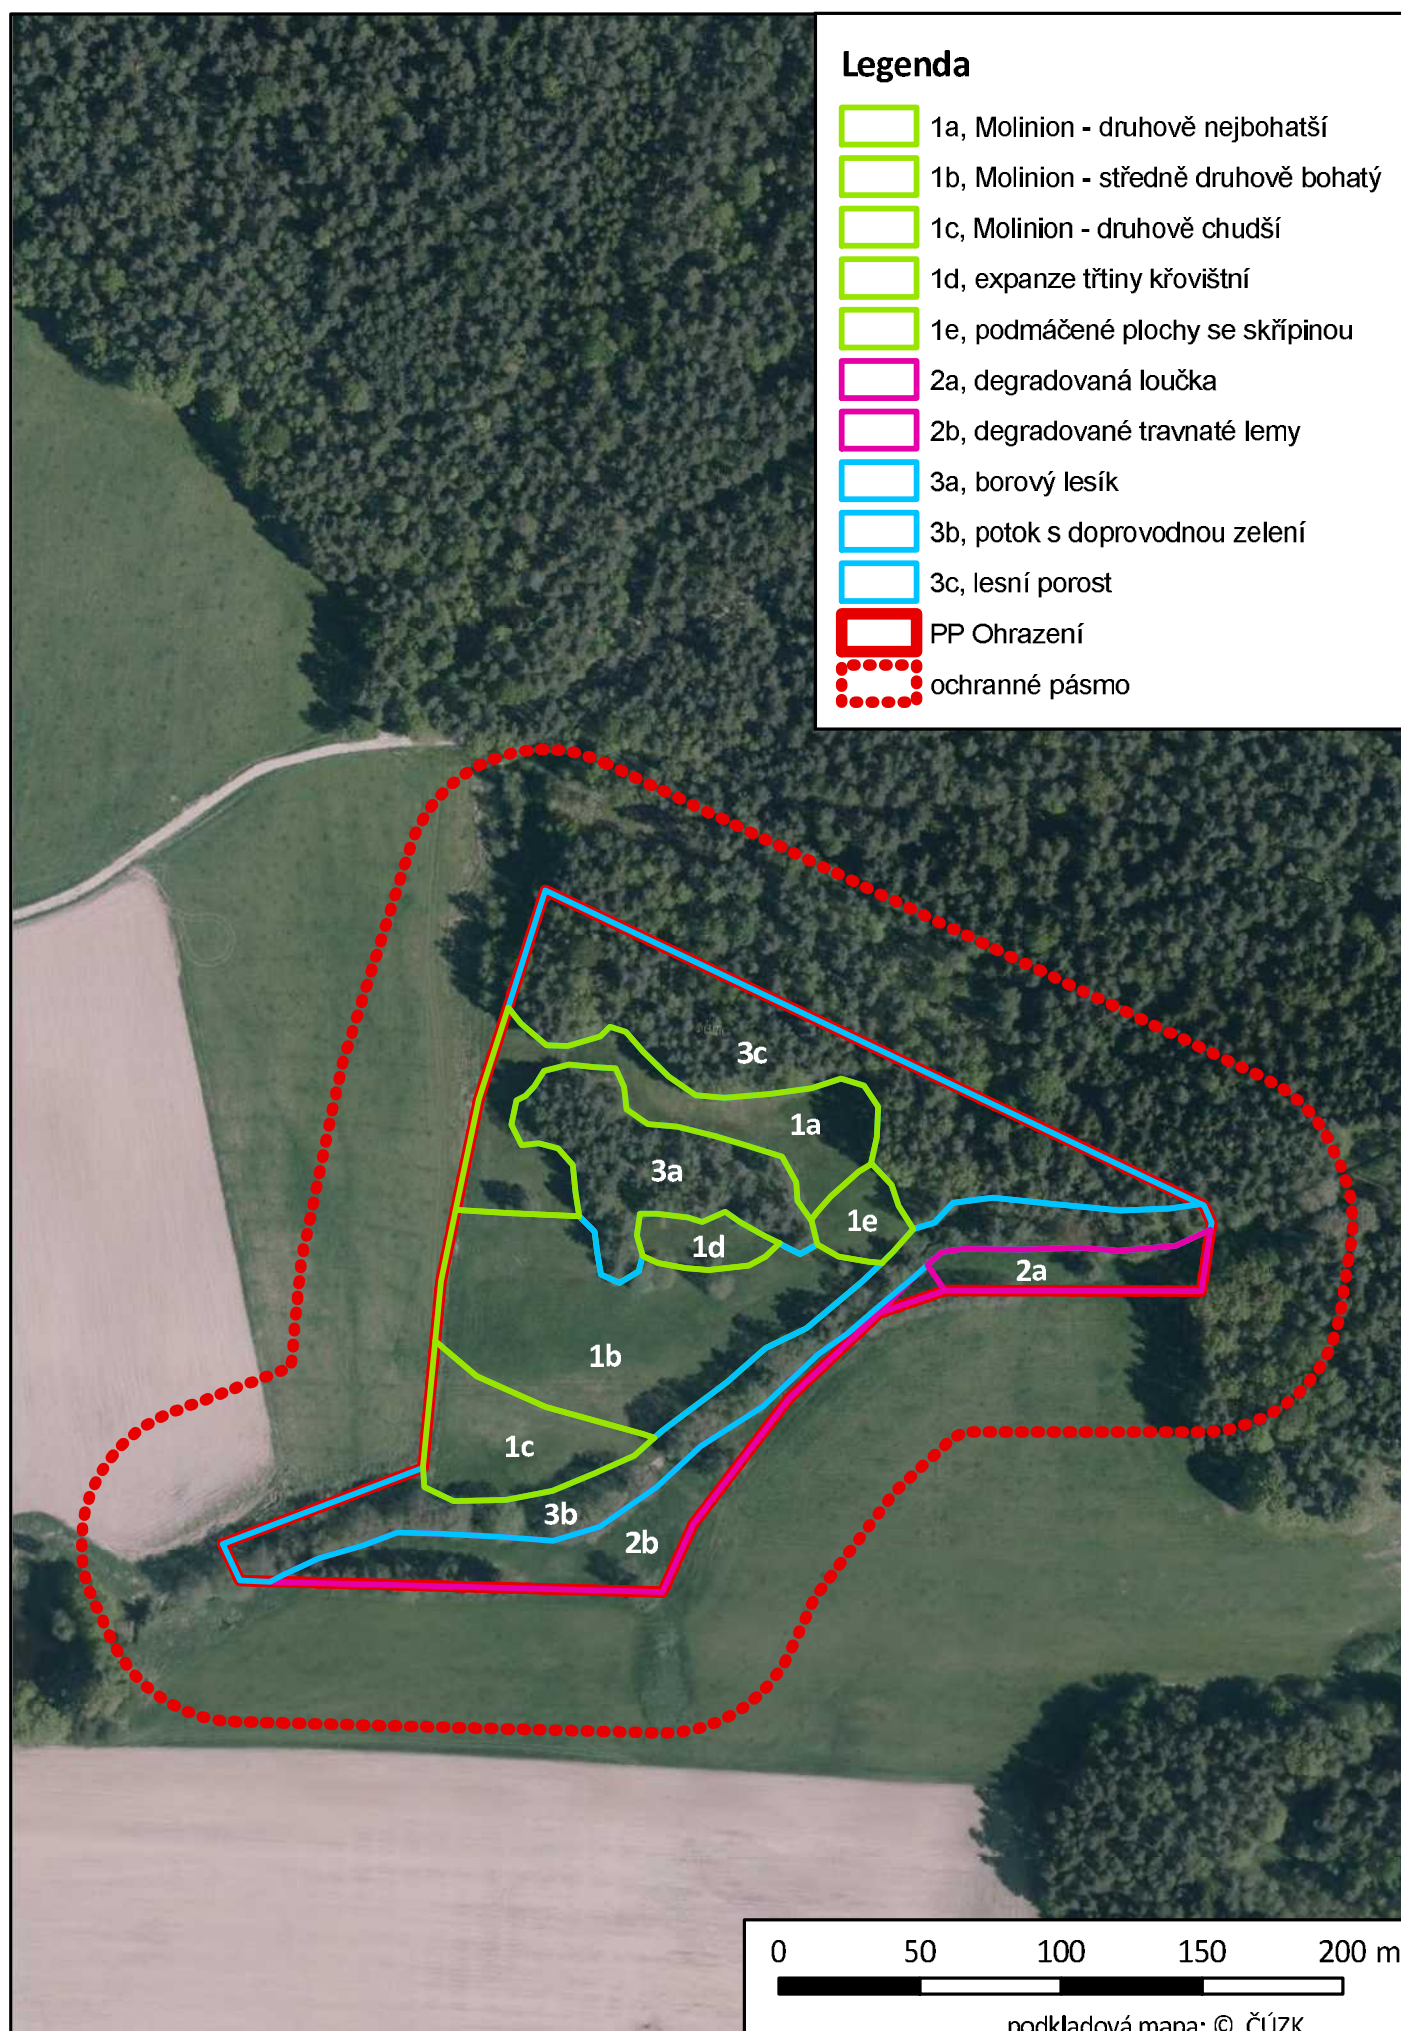 Legenda
1a, Molinion - druhově nejbohatší
1b, Molinion - středně druhově bohatý
1c, Molinion - druhově chudší
1d, expanze třtiny křovištní
1e, podmáčené plochy se skřípinou
2a, degradovaná loučka
2b, degradované travnaté lemy
3a, borový lesík
3b, potok s doprovodnou zelení
3c, lesní porost
PP Ohrazení
ochranné pásmo
3c
1a
3a
1e
1d
2a
1b
1c
3b
2b
0 50 100 150 200 m
podkladová mapa: © ČÚZK